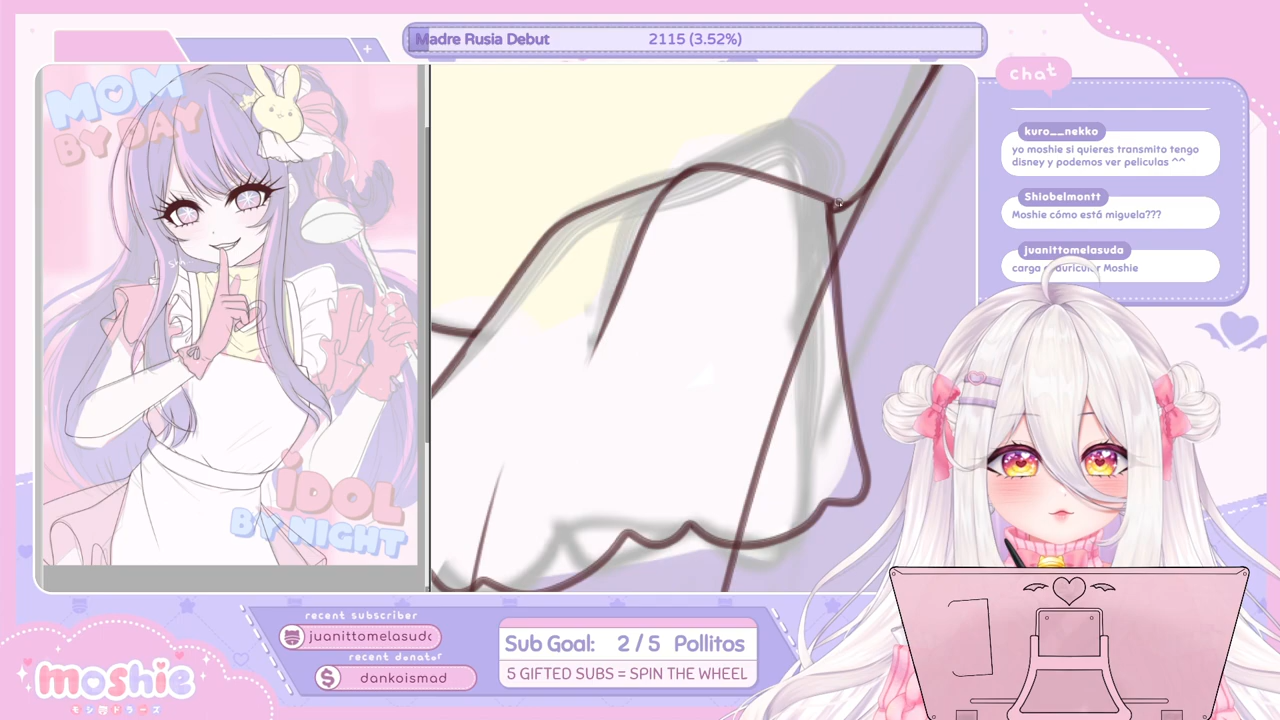 Madre Rusia Debut 2115 (3.52%)
+
MOM
BY DAY
IDOL
BY NIGHT
chat
kuro__nekko
yo moshie si quieres transmito tengo
disney y podemos ver peliculas ^^
Shiobelmontt
Moshie cómo está miguela???
juanittomelasuda
carga auricular Moshie
recent subscriber
juanittomelasud
recent donator
$ dankoismad
Sub Goal: 2 / 5 Pollitos
5 GIFTED SUBS = SPIN THE WHEEL
moshie